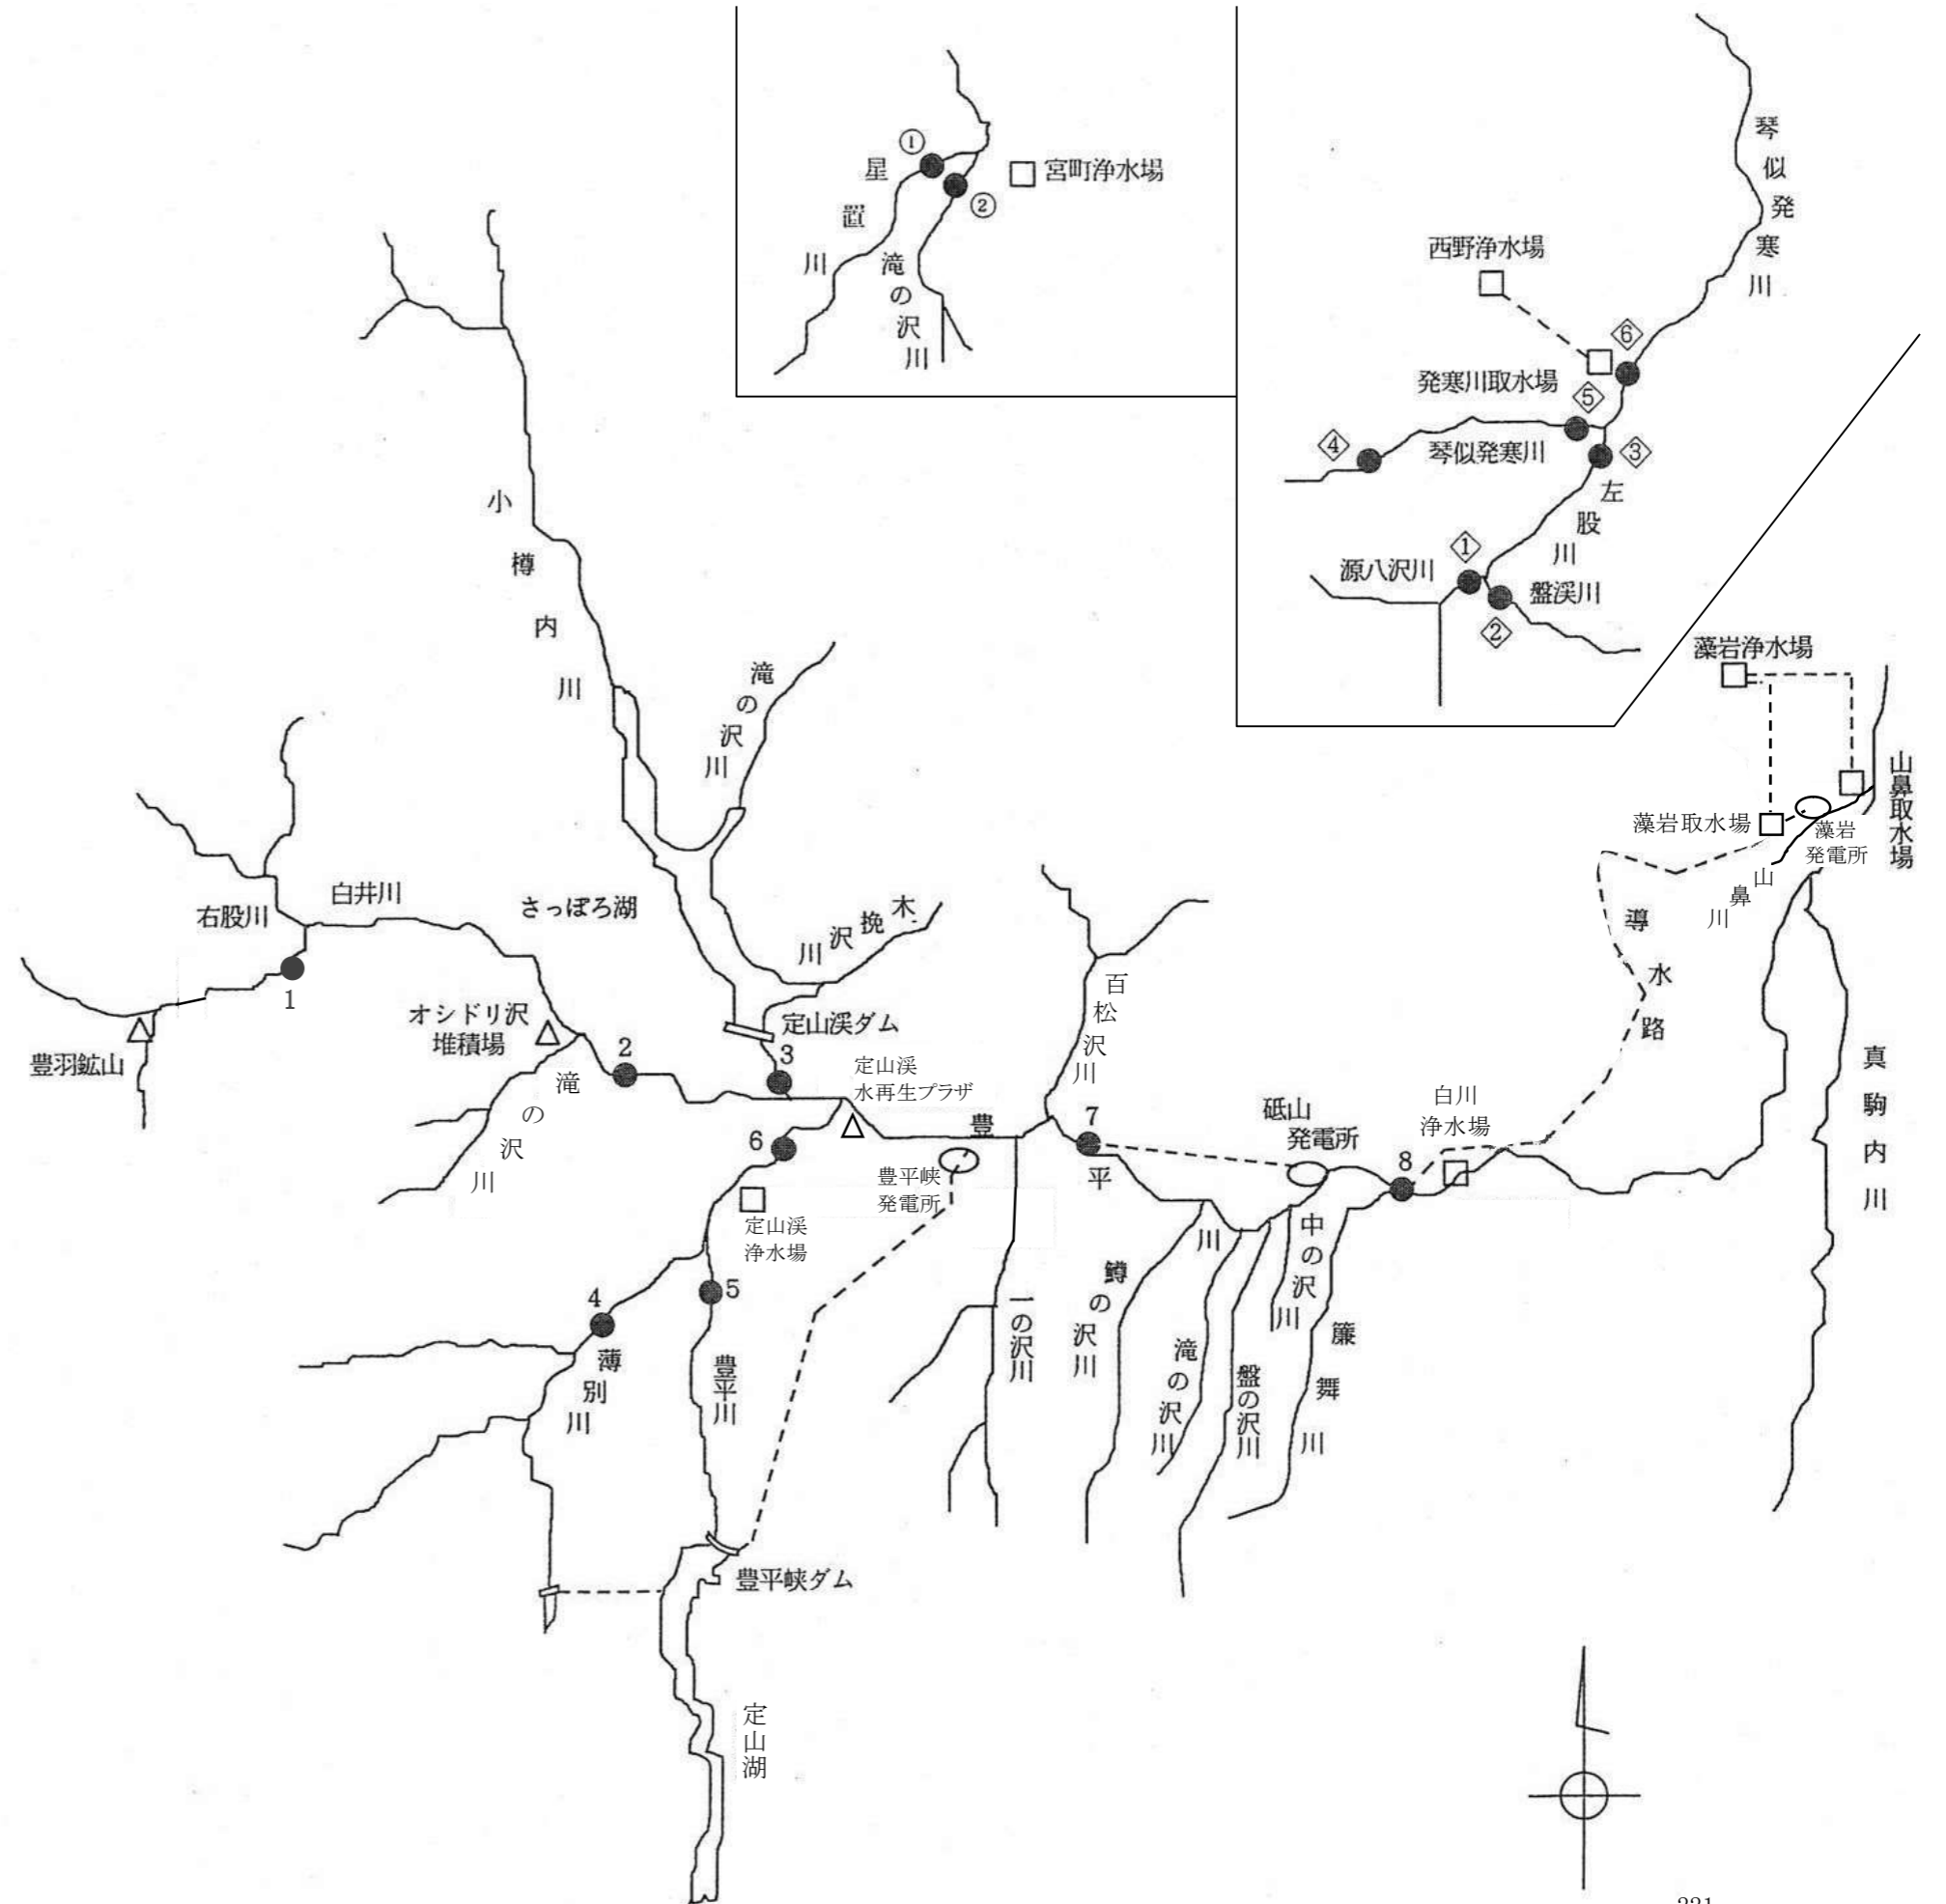 ①
星置川
②
滝の沢川
宮町浄水場
琴似発寒川
西野浄水場
⑥
発寒川取水場
⑤
④
琴似発寒川
③
左股川
①
源八沢川
盤渓川
②
小樽内川
滝の沢川
藻岩浄水場
山鼻取水場
藻岩取水場
藻岩
発電所
山鼻川
導水路
右股川
白井川
さっぽろ湖
木挽沢川
1
オシドリ沢
堆積場
豊羽鉱山
2
定山渓ダム
3
定山渓
水再生プラザ
滝の沢川
百松沢川
真駒内川
6
豊平川
7
砥山
発電所
白川
浄水場
8
豊平峡
発電所
定山渓
浄水場
5
4
薄別川
豊平川
一の沢川
鱒の沢川
滝の沢川
盤の沢川
中の沢川
簾舞川
豊平峡ダム
定山湖